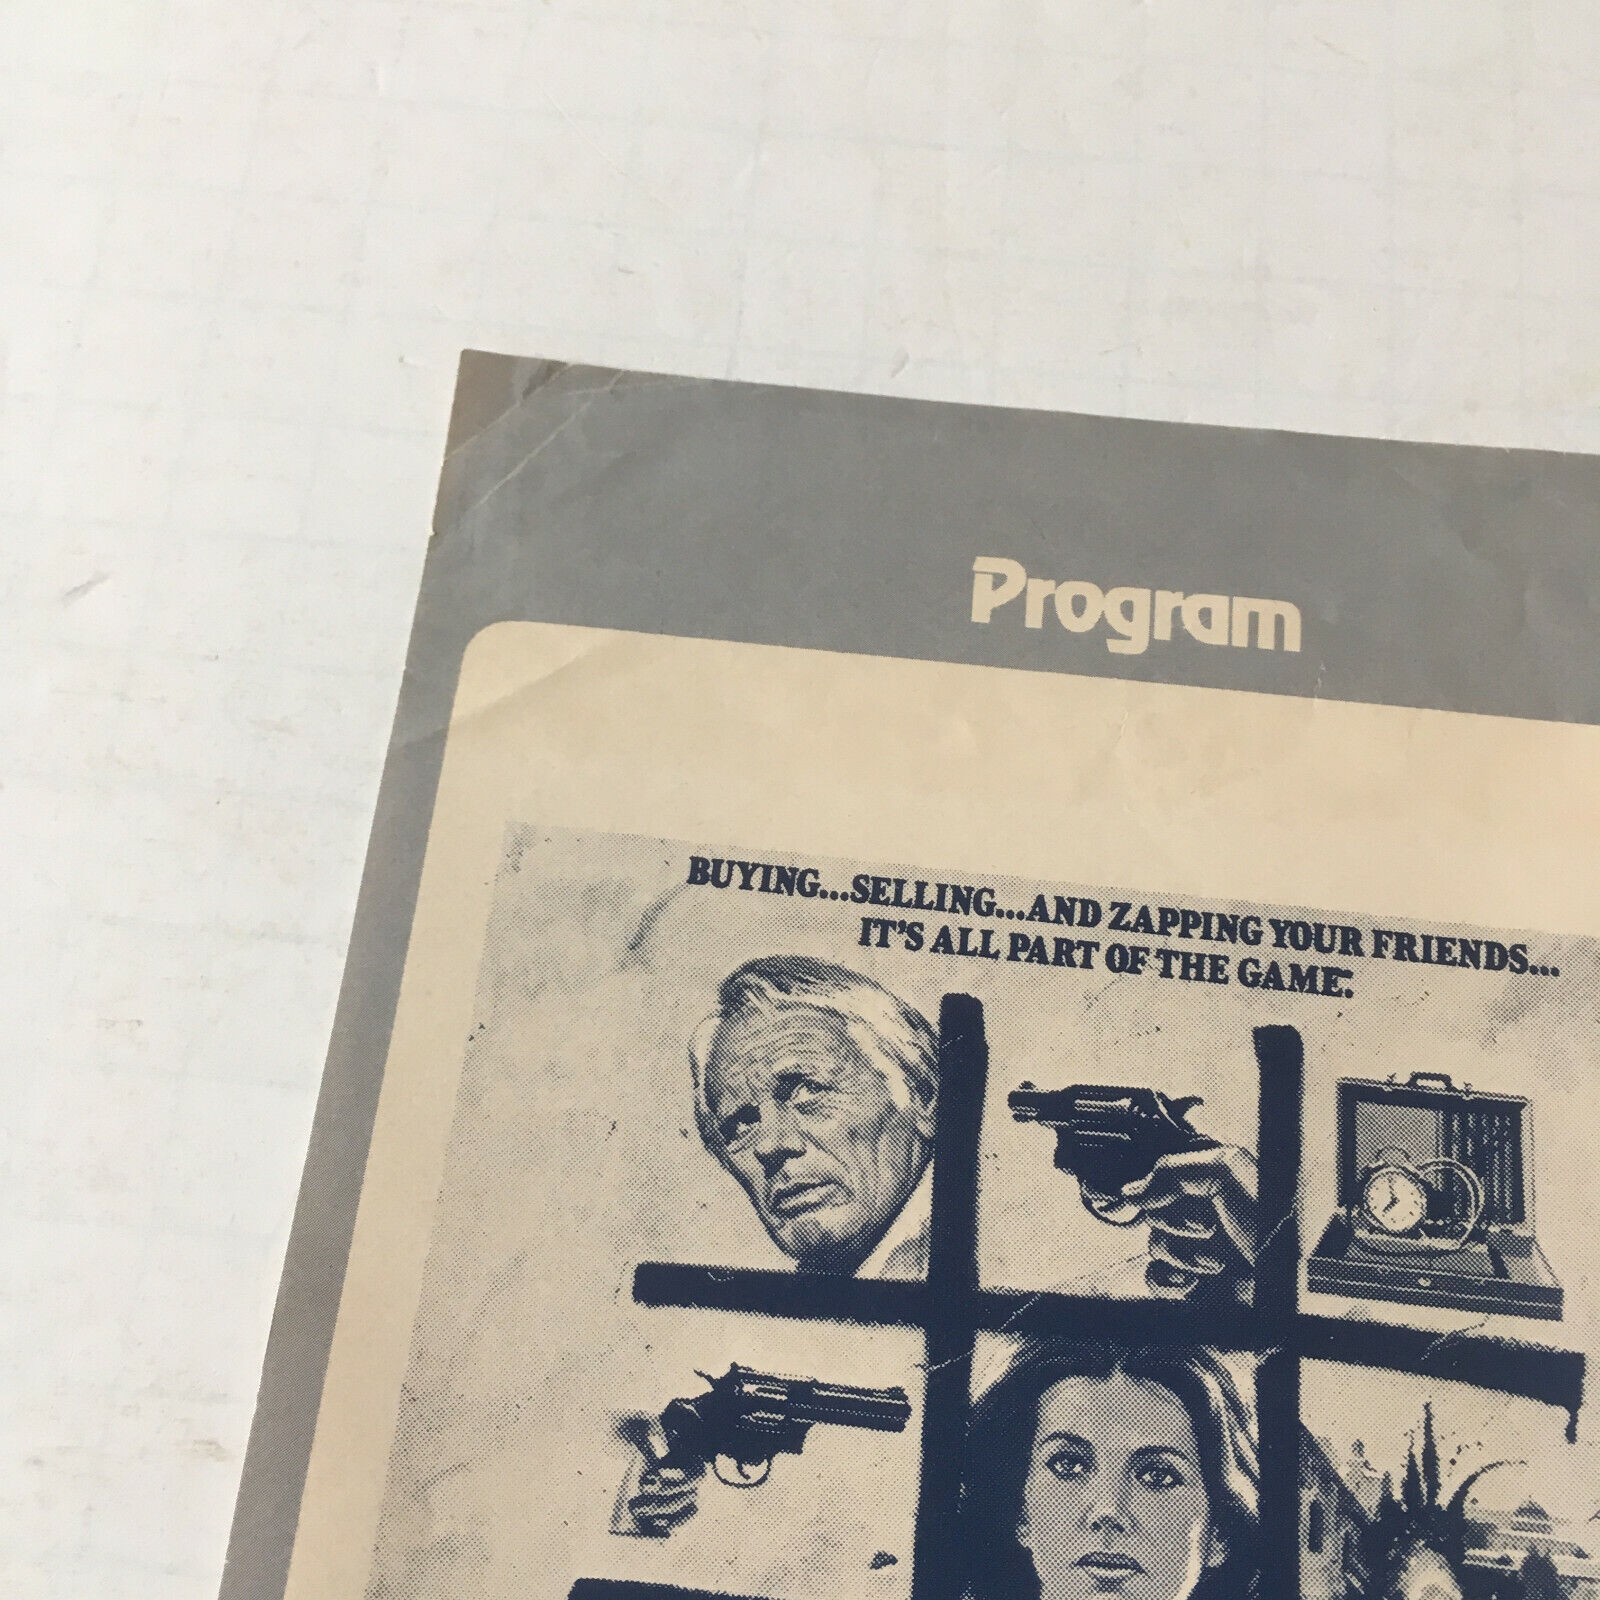 Program
BUYING...SELLING...AND ZAPPING YOUR FRIENDS...
IT'S ALL PART OF THE GAME.